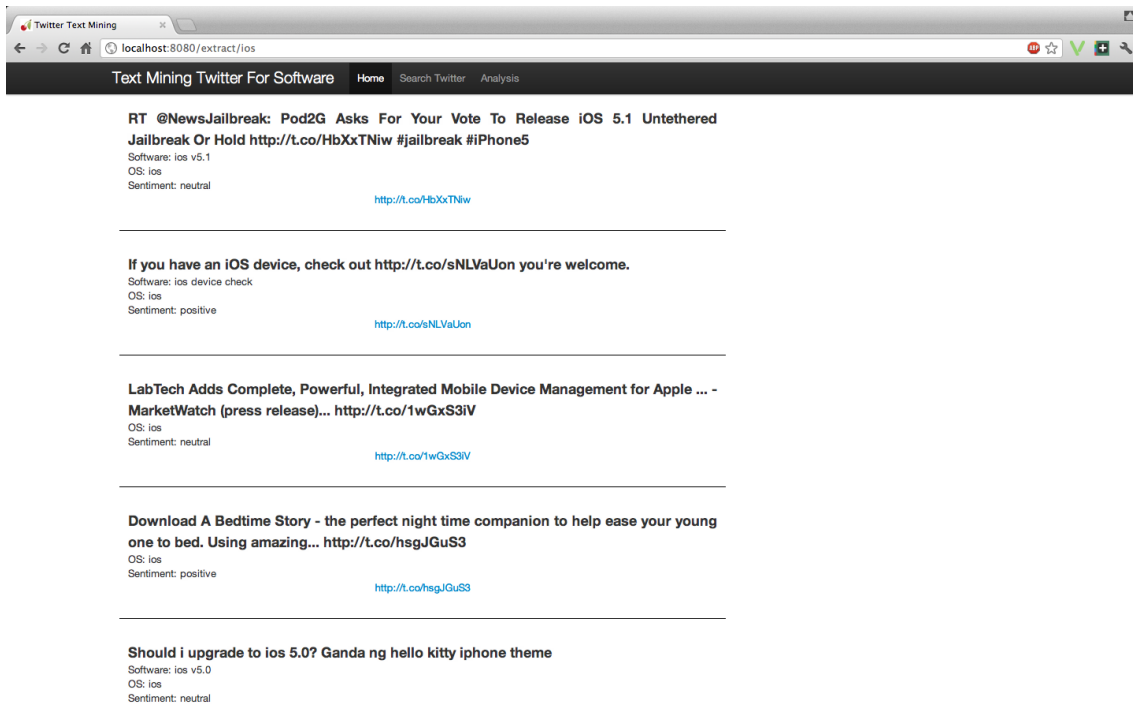 Twitter Text Mining
localhost:8080/extract/ios
Text Mining Twitter For Software Home Search Twitter Analysis
RT @NewsJailbreak: Pod2G Asks For Your Vote To Release iOS 5.1 Untethered
Jailbreak Or Hold http://t.co/HbXxTNiw #jailbreak #iPhone5
Software: ios v5.1
OS: ios
Sentiment: neutral
http://t.co/HbXxTNiw
If you have an iOS device, check out http://t.co/sNLVaUon you're welcome.
Software: ios device check
OS: ios
Sentiment: positive
http://t.co/sNLVaUon
LabTech Adds Complete, Powerful, Integrated Mobile Device Management for Apple ... -
MarketWatch (press release)... http://t.co/1wGxS3iV
OS: ios
Sentiment: neutral
http://t.co/1wGxS3iV
Download A Bedtime Story - the perfect night time companion to help ease your young
one to bed. Using amazing... http://t.co/hsgJGuS3
OS: ios
Sentiment: positive
http://t.co/hsgJGuS3
Should i upgrade to ios 5.0? Ganda ng hello kitty iphone theme
Software: ios v5.0
OS: ios
Sentiment: neutral